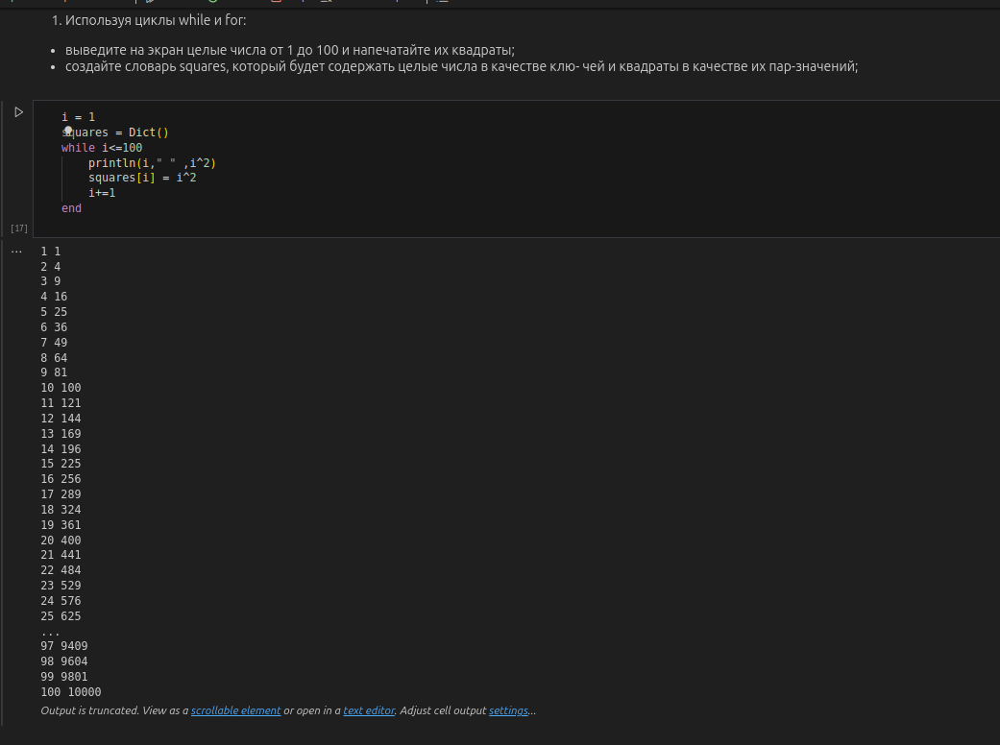 1. Используя циклы while и for:
• выведите на экран целые числа от 1 до 100 и напечатайте их квадраты;
• создайте словарь squares, который будет содержать целые числа в качестве клю- чей и квадраты в качестве их пар-значений;
i = 1
squares = Dict()
while i<=100
println(i," " ,i^2)
squares[i] = i^2
i+=1
end
[17]
...
1 1
2 4
3 9
4 16
5 25
6 36
7 49
8 64
9 81
10 100
11 121
12 144
13 169
14 196
15 225
16 256
17 289
18 324
19 361
20 400
21 441
22 484
23 529
24 576
25 625
...
97 9409
98 9604
99 9801
100 10000
Output is truncated. View as a scrollable element or open in a text editor. Adjust cell output settings...